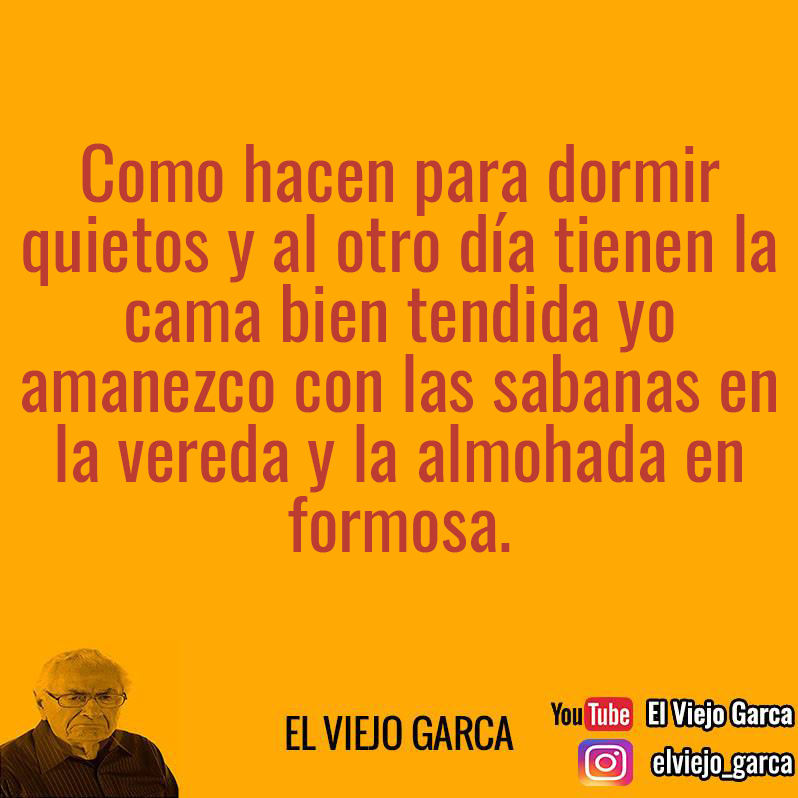 Como hacen para dormir
quietos y al otro día tienen la
cama bien tendida yo
amanezco con las sabanas en
la vereda y la almohada en
formosa.
EL VIEJO GARCA
YouTube El Viejo Garca
elviejo_garca